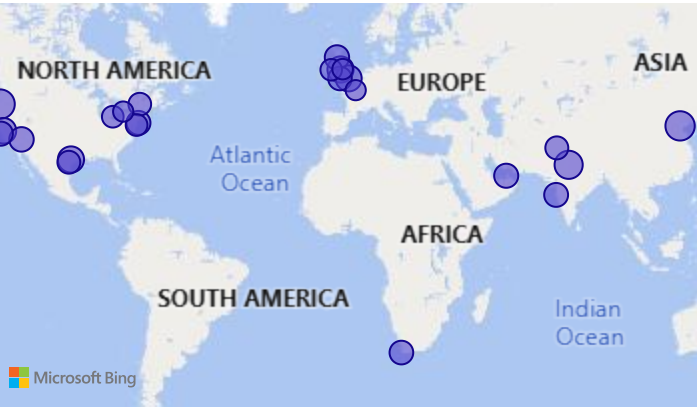 NORTH AMERICA
EUROPE
ASIA
Atlantic
Ocean
AFRICA
SOUTH AMERICA
Indian
Ocean
Microsoft Bing